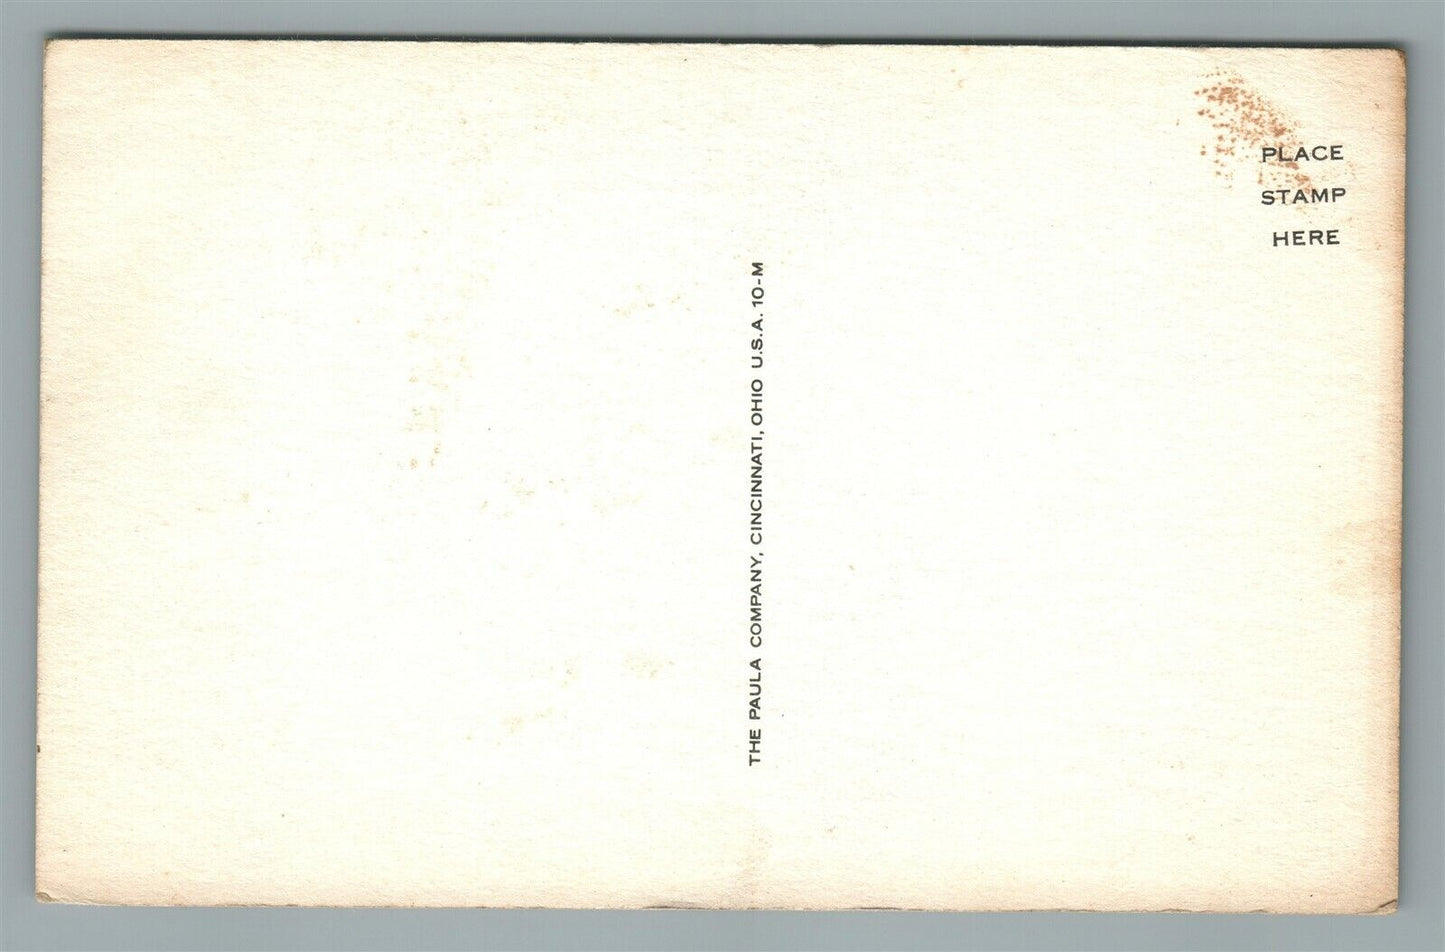 PLACE
STAMP
HERE
THE PAULA COMPANY, CINCINNATI, OHIO U.S.A. 10-M